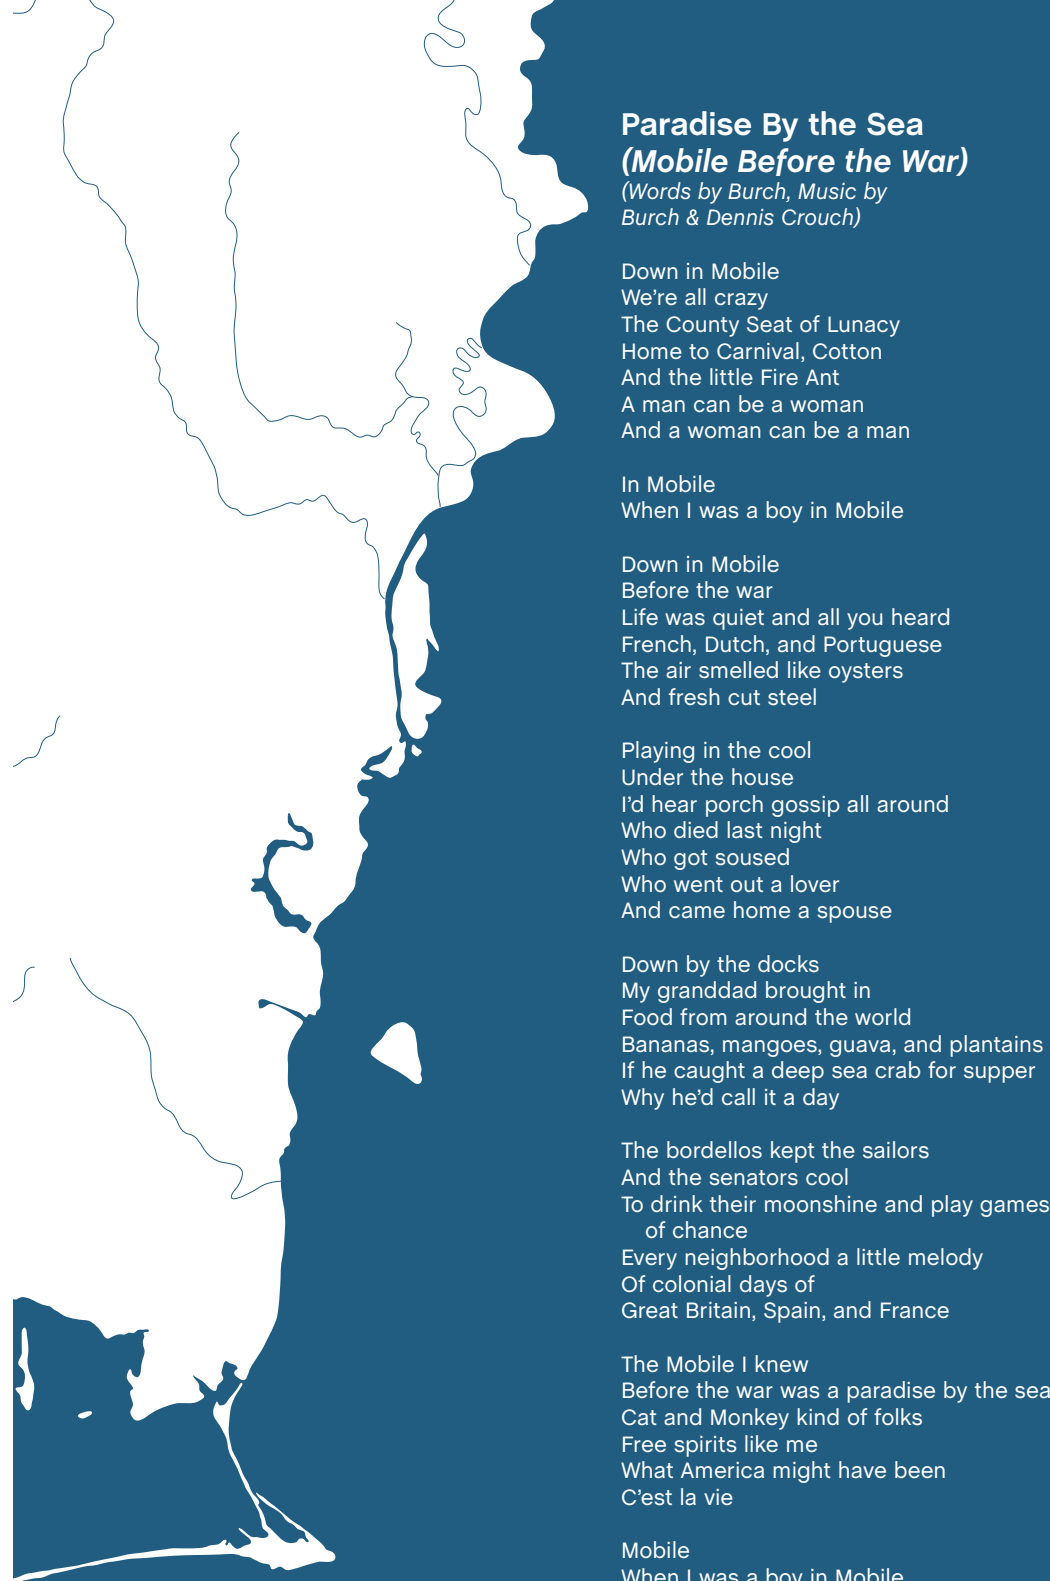 Paradise By the Sea
(Mobile Before the War)
(Words by Burch, Music by
Burch & Dennis Crouch)
Down in Mobile
We’re all crazy
The County Seat of Lunacy
Home to Carnival, Cotton
And the little Fire Ant
A man can be a woman
And a woman can be a man
In Mobile
When I was a boy in Mobile
Down in Mobile
Before the war
Life was quiet and all you heard
French, Dutch, and Portuguese
The air smelled like oysters
And fresh cut steel
Playing in the cool
Under the house
I’d hear porch gossip all around
Who died last night
Who got soused
Who went out a lover
And came home a spouse
Down by the docks
My granddad brought in
Food from around the world
Bananas, mangoes, guava, and plantains
If he caught a deep sea crab for supper
Why he’d call it a day
The bordellos kept the sailors
And the senators cool
To drink their moonshine and play games
of chance
Every neighborhood a little melody
Of colonial days of
Great Britain, Spain, and France
The Mobile I knew
Before the war was a paradise by the sea
Cat and Monkey kind of folks
Free spirits like me
What America might have been
C’est la vie
Mobile
When I was a boy in Mobile